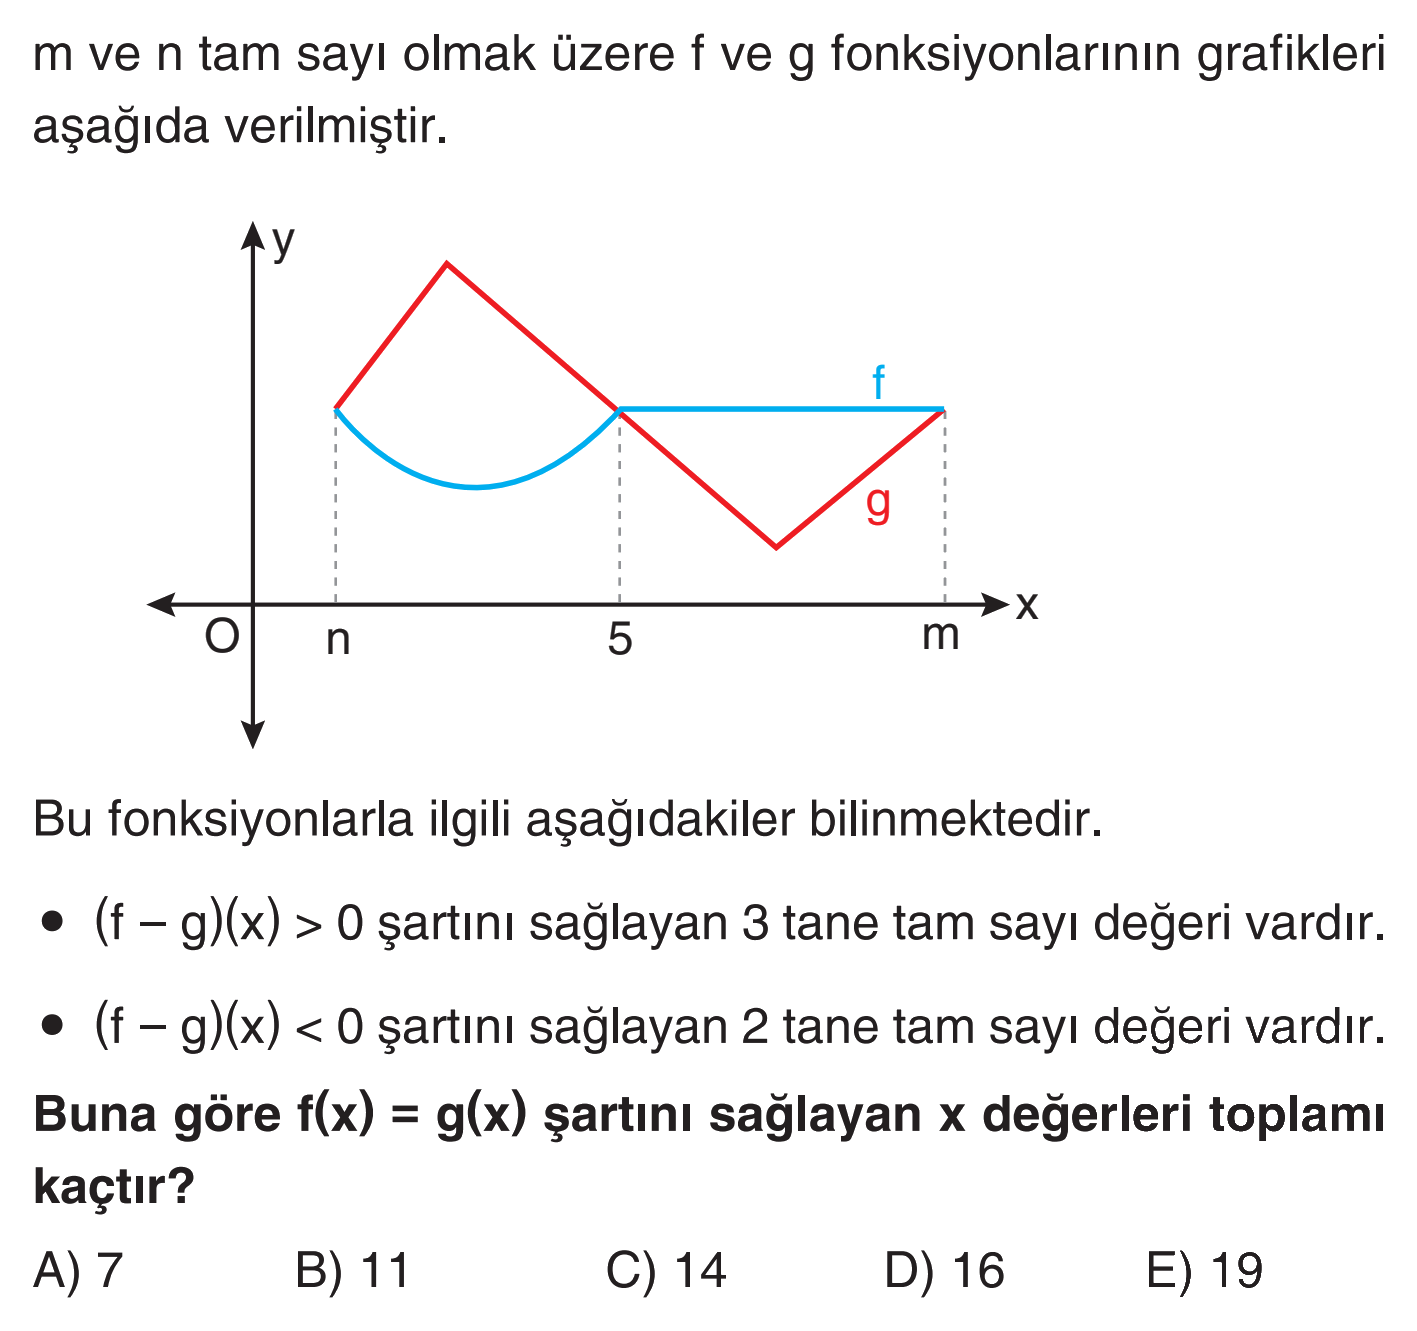 m ve n tam sayı olmak üzere f ve g fonksiyonlarının grafikleri
aşağıda verilmiştir.
y
f
g
x
O
n
5
m
Bu fonksiyonlarla ilgili aşağıdakiler bilinmektedir.
• (f – g)(x) > 0 şartını sağlayan 3 tane tam sayı değeri vardır.
• (f – g)(x) < 0 şartını sağlayan 2 tane tam sayı değeri vardır.
Buna göre f(x) = g(x) şartını sağlayan x değerleri toplamı
kaçtır?
A) 7 B) 11 C) 14 D) 16 E) 19